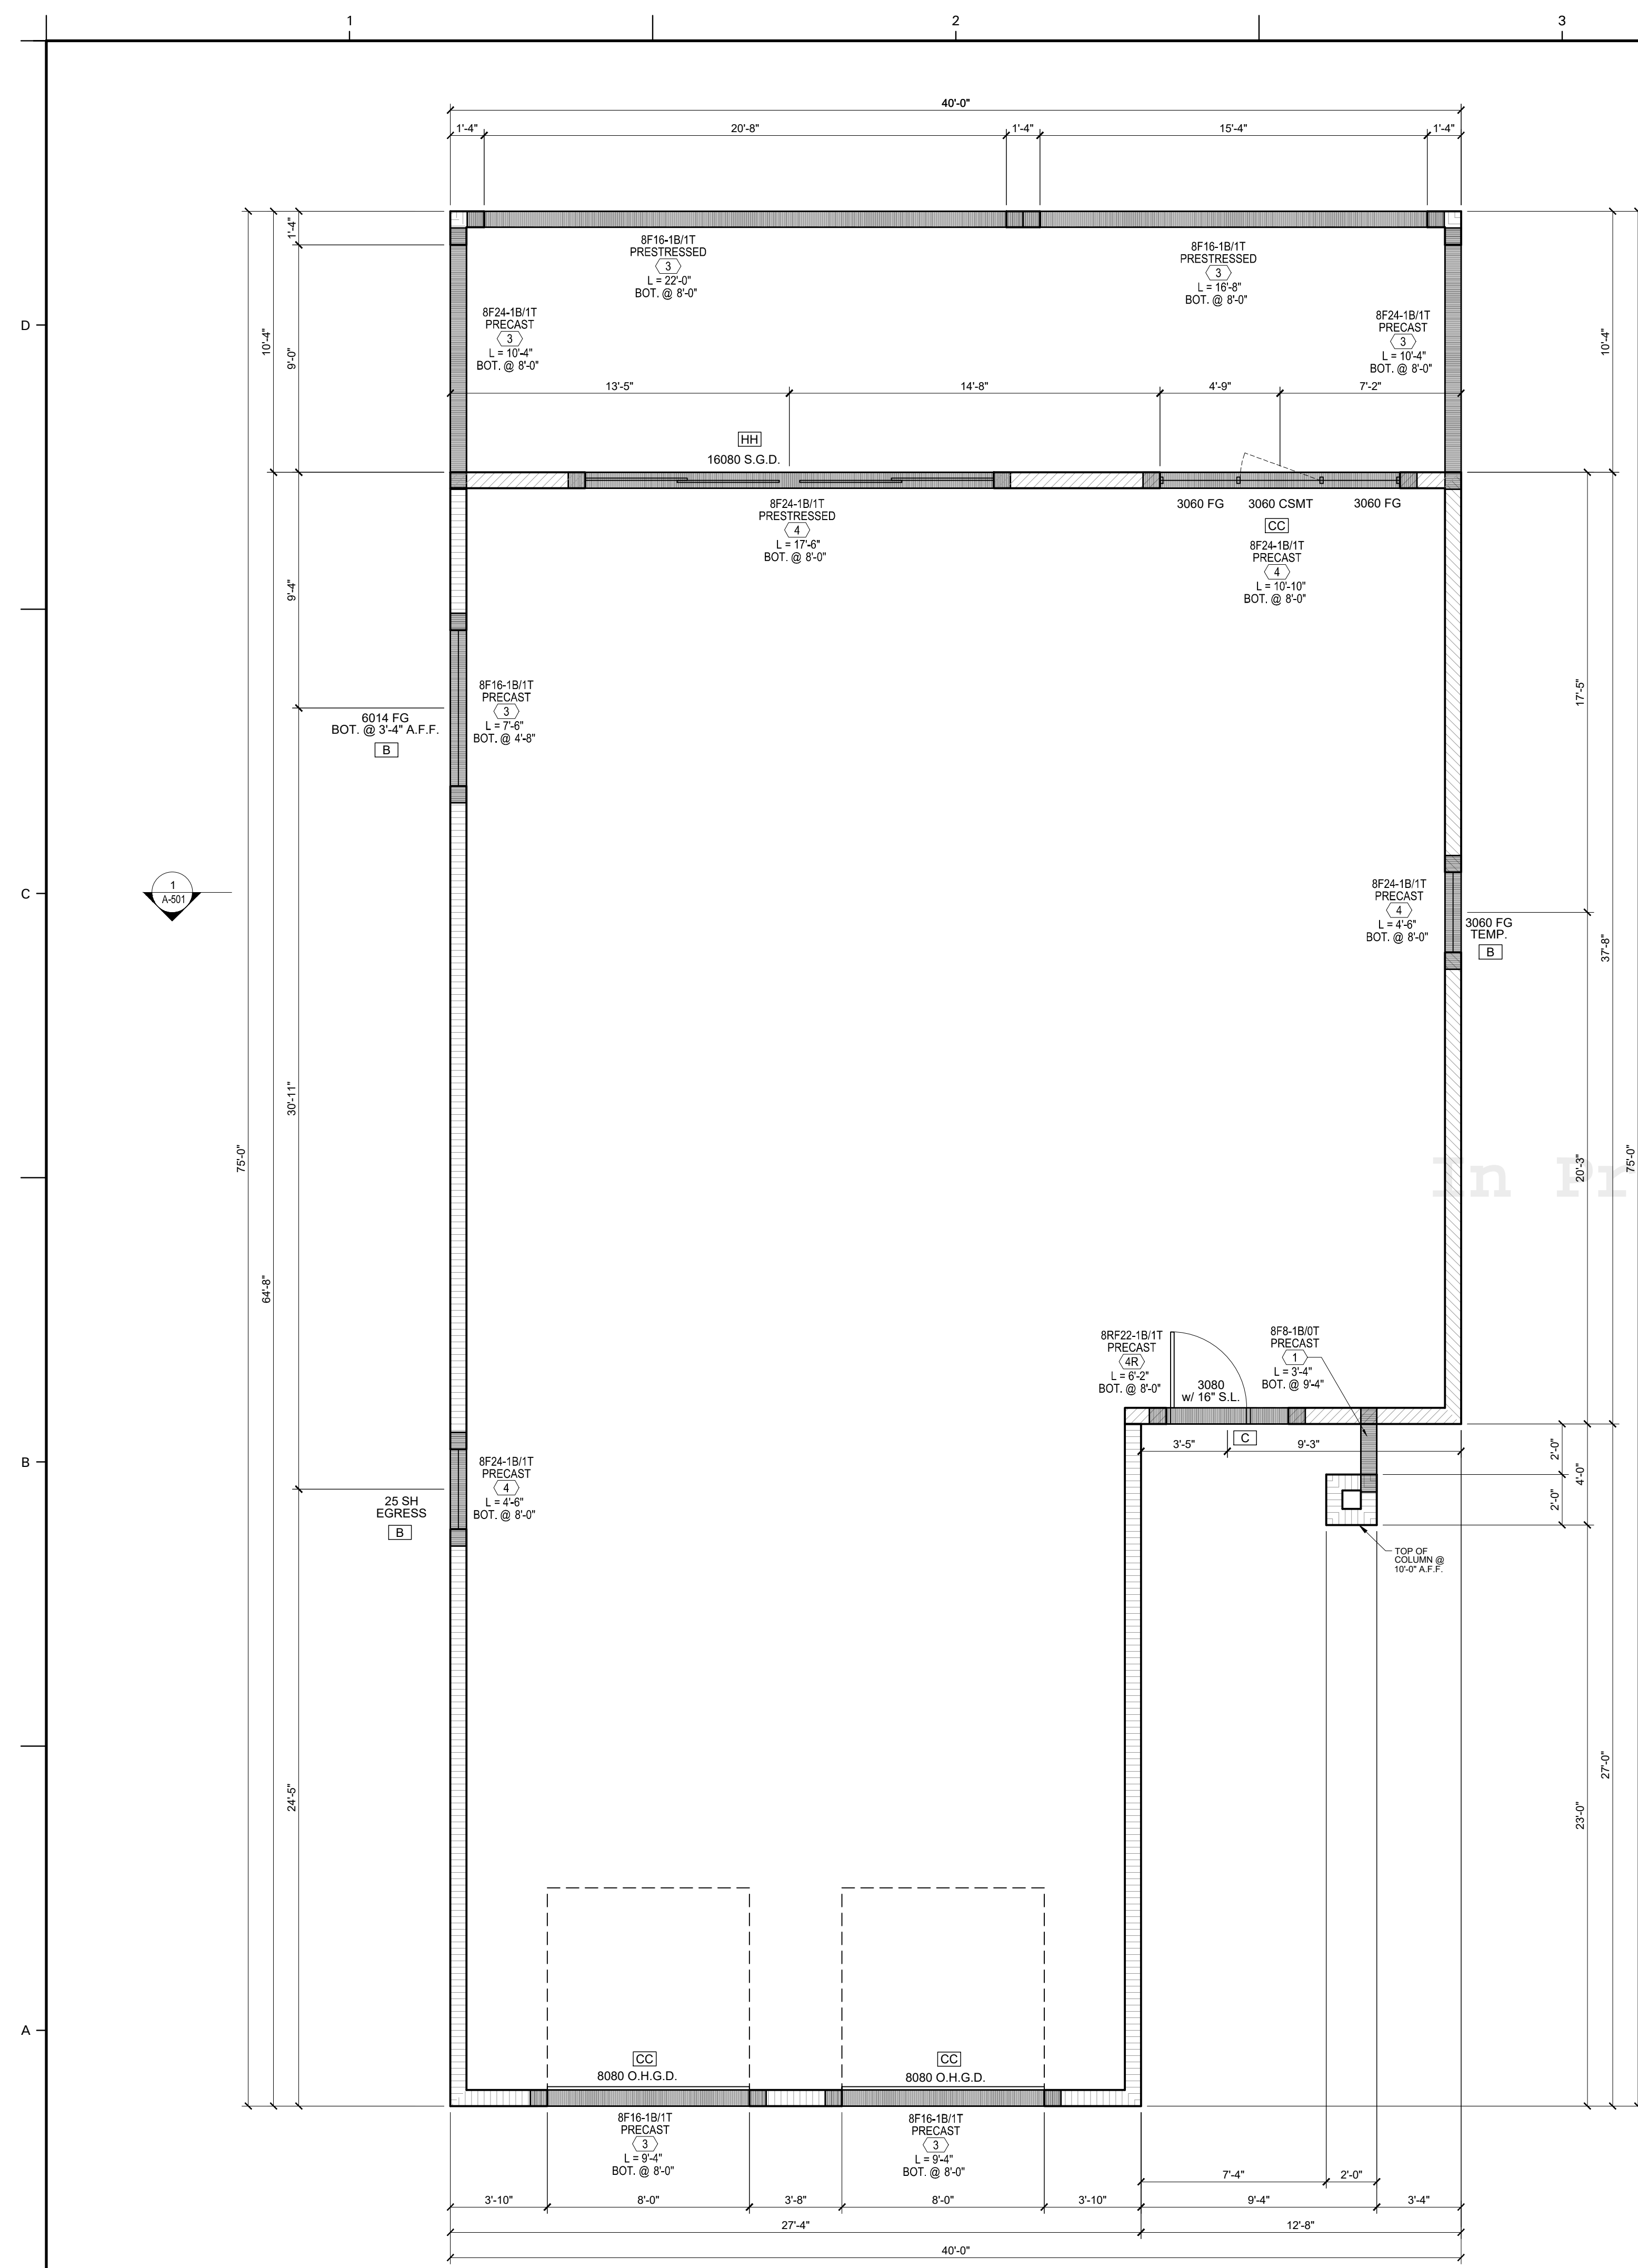 1
2
3
40'-0"
1'-4"
20'-8"
1'-4"
15'-4"
1'-4"
8F16-1B/1T
PRESTRESSED
3
L = 22'-0"
BOT. @ 8'-0"
8F16-1B/1T
PRESTRESSED
3
L = 16'-8"
BOT. @ 8'-0"
1'-4"
D
10'-4"
9'-0"
8F24-1B/1T
PRECAST
3
L = 10'-4"
BOT. @ 8'-0"
8F24-1B/1T
PRECAST
3
L = 10'-4"
BOT. @ 8'-0"
10'-4"
13'-5"
14'-8"
4'-9"
7'-2"
HH
16080 S.G.D.
8F24-1B/1T
PRESTRESSED
4
L = 17'-6"
BOT. @ 8'-0"
3060 FG
3060 CSMT
3060 FG
CC
8F24-1B/1T
PRECAST
4
L = 10'-10"
BOT. @ 8'-0"
9'-4"
8F16-1B/1T
PRECAST
3
L = 7'-6"
BOT. @ 4'-8"
6014 FG
BOT. @ 3'-4" A.F.F.
B
17'-5"
C
1
A-501
8F24-1B/1T
PRECAST
4
L = 4'-6"
BOT. @ 8'-0"
3060 FG
TEMP.
B
37'-8"
30'-11"
75'-0"
20'-3"
75'-0"
In Pr
64'-8"
8RF22-1B/1T
PRECAST
4R
L = 6'-2"
BOT. @ 8'-0"
3080
w/ 16" S.L.
8F8-1B/0T
PRECAST
1
L = 3'-4"
BOT. @ 9'-4"
C
3'-5"
9'-3"
2'-0"
4'-0"
2'-0"
B
8F24-1B/1T
PRECAST
4
L = 4'-6"
BOT. @ 8'-0"
25 SH
EGRESS
B
TOP OF
COLUMN @
10'-0" A.F.F.
24'-5"
27'-0"
23'-0"
A
CC
8080 O.H.G.D.
CC
8080 O.H.G.D.
8F16-1B/1T
PRECAST
3
L = 9'-4"
BOT. @ 8'-0"
8F16-1B/1T
PRECAST
3
L = 9'-4"
BOT. @ 8'-0"
7'-4"
2'-0"
3'-10"
8'-0"
3'-8"
8'-0"
3'-10"
9'-4"
3'-4"
27'-4"
12'-8"
40'-0"